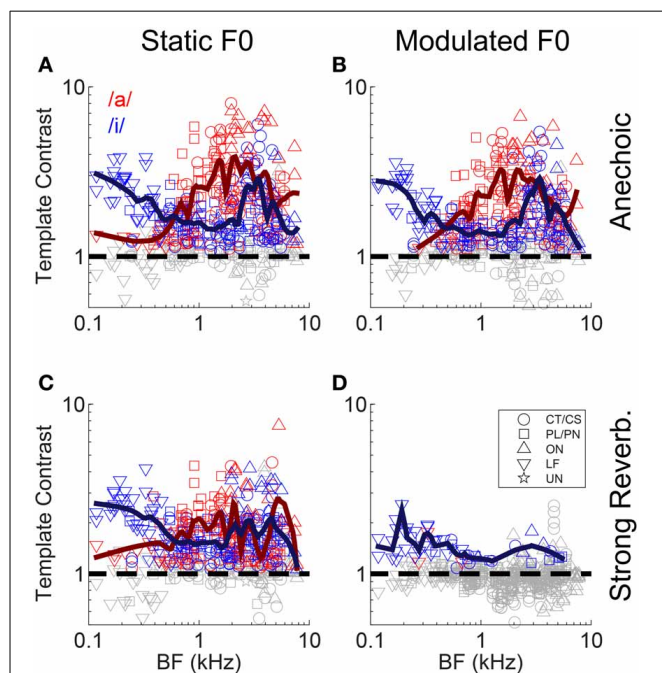 Static F0
Modulated F0
A
B
/a/
/i/
Template Contrast
10
1
0.1
1
10
10
1
0.1
1
10
Anechoic
C
D
Template Contrast
10
1
0.1
1
10
BF (kHz)
10
1
0.1
1
10
BF (kHz)
CT/CS
PL/PN
ON
LF
UN
Strong Reverb.